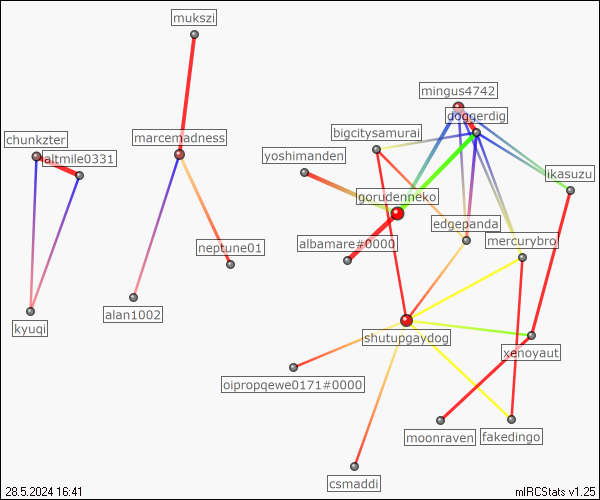 mukszi
mingus4742
doggerdig
bigcitysamurai
chunkzter
marcemadness
altmile0331
yoshimanden
likasuzu
gorudenneko
edgepanda
mercurybro
albamare#0000
neptune01
alan1002
kyuqi
shutupgaydog
xenoyaut
oipropqewe0171#0000
moonraven
fakedingo
csmaddi
28.5.2024 16:41
mIRCStats v1.25